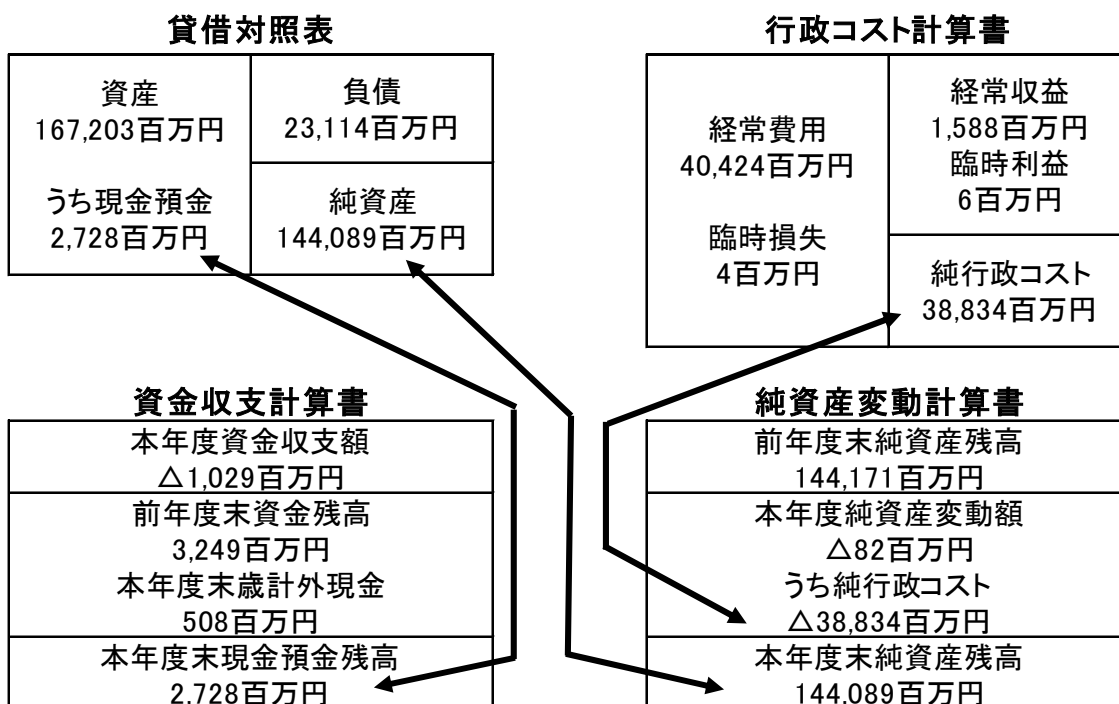 貸借対照表
資産
167,203百万円
うち現金預金
2,728百万円
負債
23,114百万円
純資産
144,089百万円
行政コスト計算書
経常費用
40,424百万円
臨時損失
4百万円
経常収益
1,588百万円
臨時利益
6百万円
純行政コスト
38,834百万円
資金収支計算書
本年度資金収支額
△1,029百万円
前年度末資金残高
3,249百万円
本年度末歳計外現金
508百万円
本年度末現金預金残高
2,728百万円
純資産変動計算書
前年度末純資産残高
144,171百万円
本年度純資産変動額
△82百万円
うち純行政コスト
△38,834百万円
本年度末純資産残高
144,089百万円